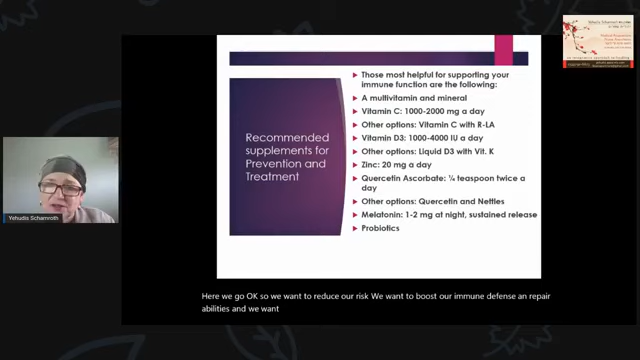 Yehudis Schamroth
Those most helpful for supporting your
immune function are the following:
A multivitamin and mineral
Vitamin C: 1000-2000 mg a day
Other options: Vitamin C with R-LA
Vitamin D3: 1000-4000 IU a day
Other options: Liquid D3 with Vit. K
Zinc: 20 mg a day
Quercetin Ascorbate: ¼ teaspoon twice a
day
Other options: Quercetin and Nettles
Melatonin: 1-2 mg at night, sustained release
Probiotics
Recommended
supplements for
Prevention and
Treatment
Yehudis Schamroth
Here we go OK so we want to reduce our risk We want to boost our immune defense an repair
abilities and we want